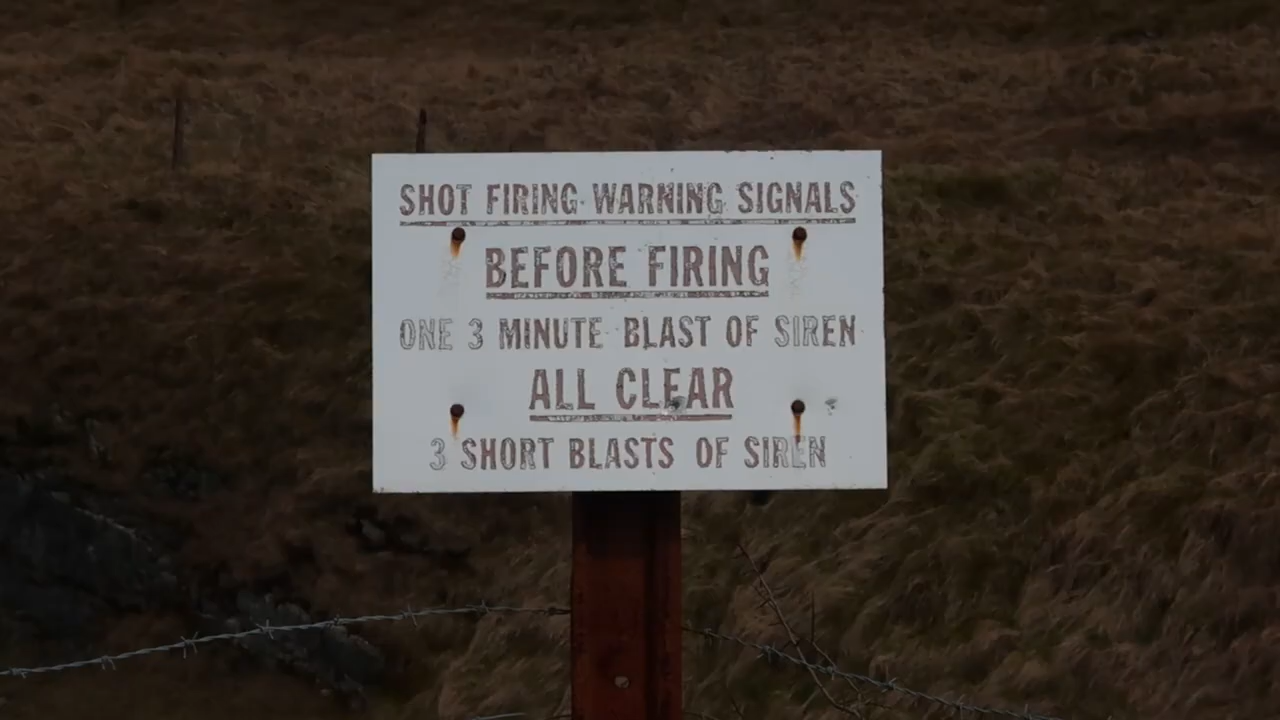 SHOT FIRING WARNING SIGNALS
BEFORE FIRING
ONE 3 MINUTE BLAST OF SIREN
ALL CLEAR
3 SHORT BLASTS OF SIREN